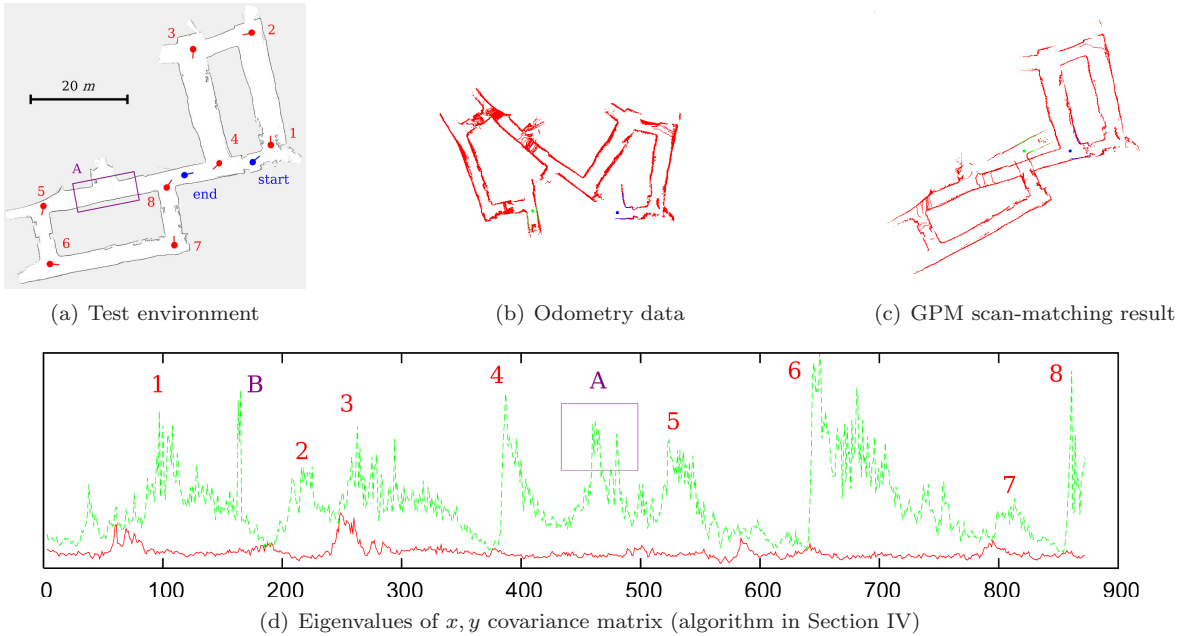 3
2
20 m
1
4
A
start
5
end
8
6
7
(a) Test environment
(b) Odometry data
(c) GPM scan-matching result
1
B
2
3
4
A
5
6
7
8
0 100 200 300 400 500 600 700 800 900
(d) Eigenvalues of x, y covariance matrix (algorithm in Section IV)